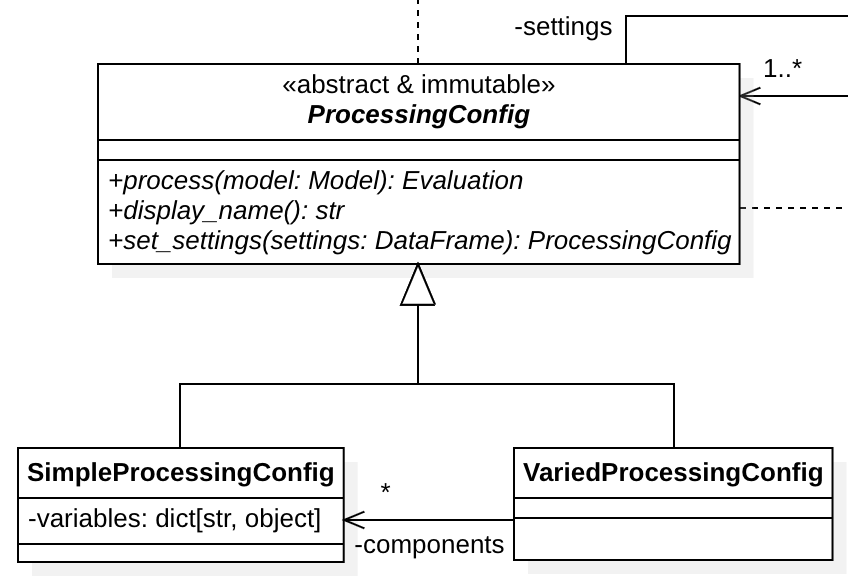 -settings
1..*
«abstract & immutable»
ProcessingConfig
+process(model: Model): Evaluation
+display_name(): str
+set_settings(settings: DataFrame): ProcessingConfig
SimpleProcessingConfig
-variables: dict[str, object]
*
-components
VariedProcessingConfig